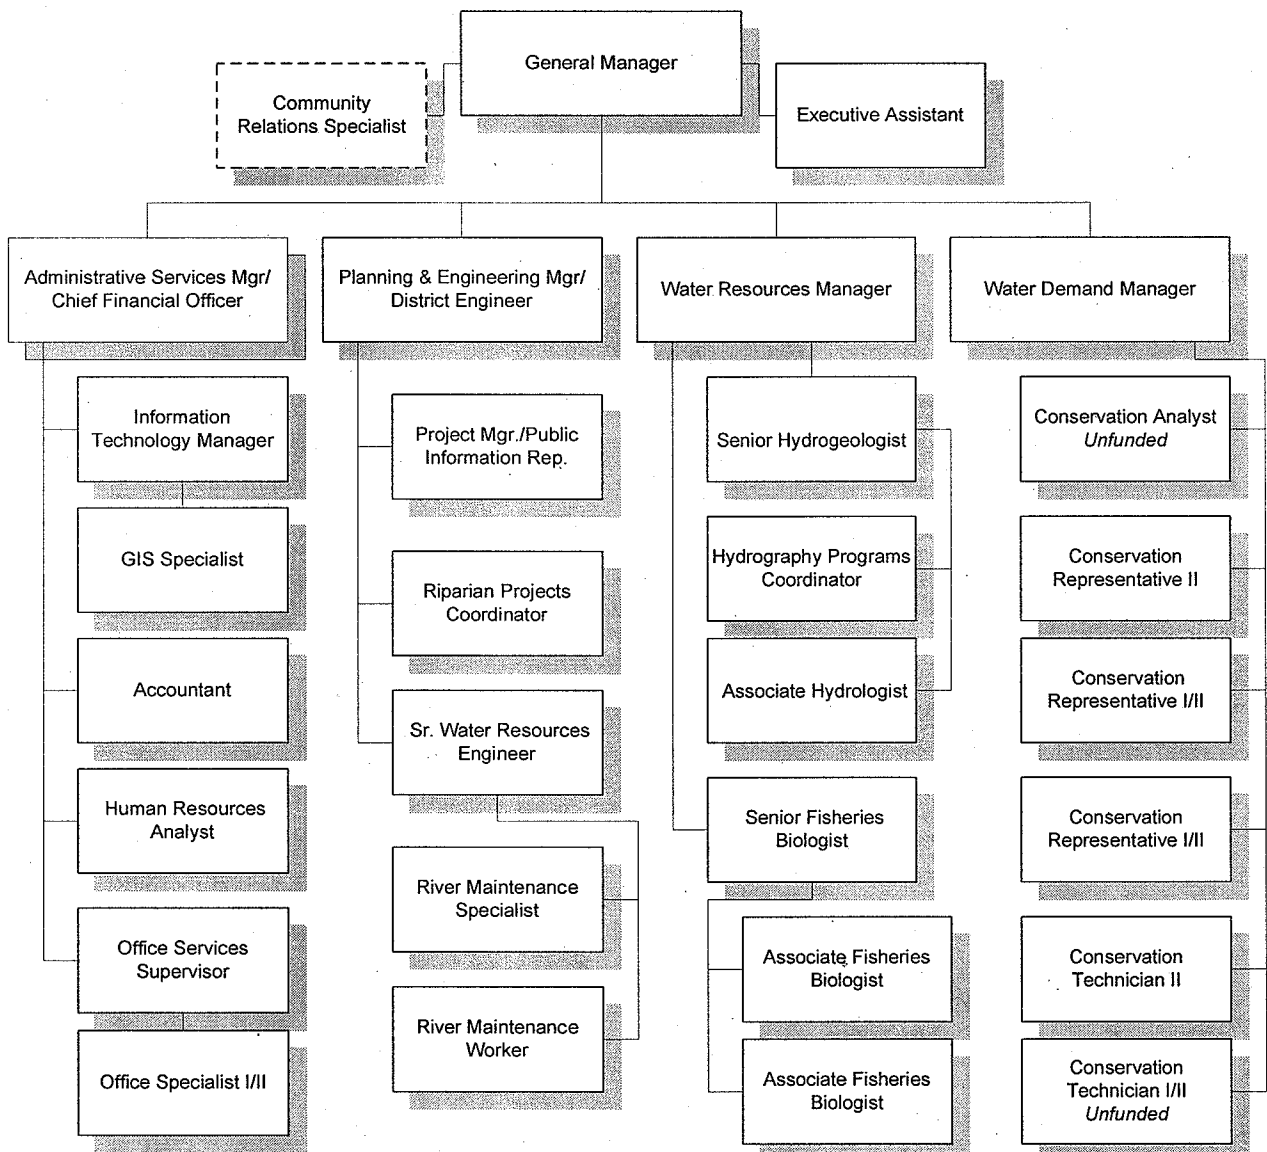 General Manager
Community
Relations Specialist
Executive Assistant
Administrative Services Mgr/
Chief Financial Officer
Planning & Engineering Mgr/
District Engineer
Water Resources Manager
Water Demand Manager
Information
Technology Manager
GIS Specialist
Accountant
Human Resources
Analyst
Office Services
Supervisor
Office Specialist I/II
Project Mgr./Public
Information Rep.
Riparian Projects
Coordinator
Sr. Water Resources
Engineer
River Maintenance
Specialist
River Maintenance
Worker
Senior Hydrogeologist
Hydrography Programs
Coordinator
Associate Hydrologist
Senior Fisheries
Biologist
Associate Fisheries
Biologist
Associate Fisheries
Biologist
Conservation Analyst
Unfunded
Conservation
Representative II
Conservation
Representative I/II
Conservation
Representative I/II
Conservation
Technician II
Conservation
Technician I/II
Unfunded